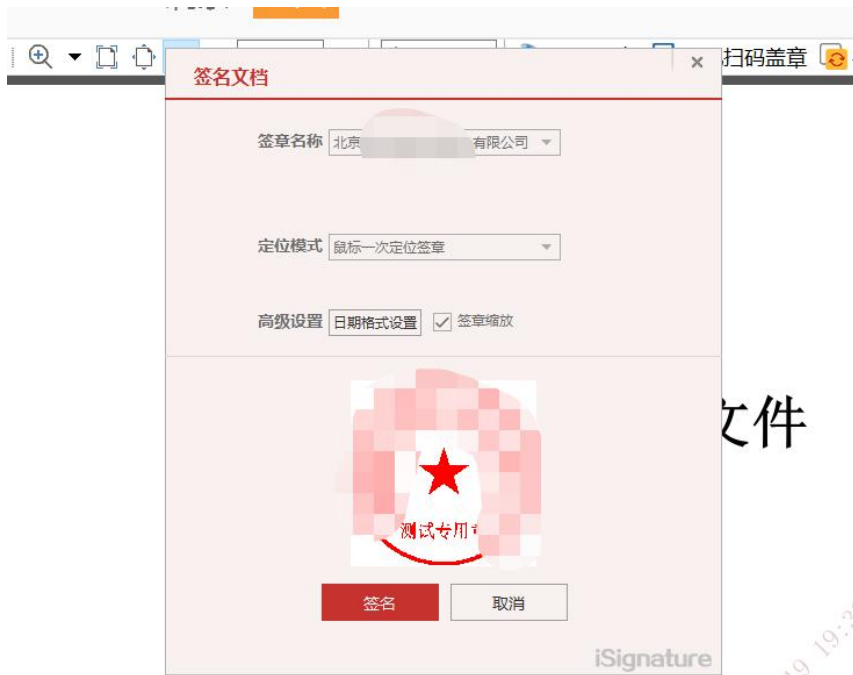 扫码盖章
签名文档
签章名称 北京 有限公司
定位模式 鼠标一次定位签章
高级设置 日期格式设置 签章缩放
文件
测试专用
签名 取消
iSignature
19:3